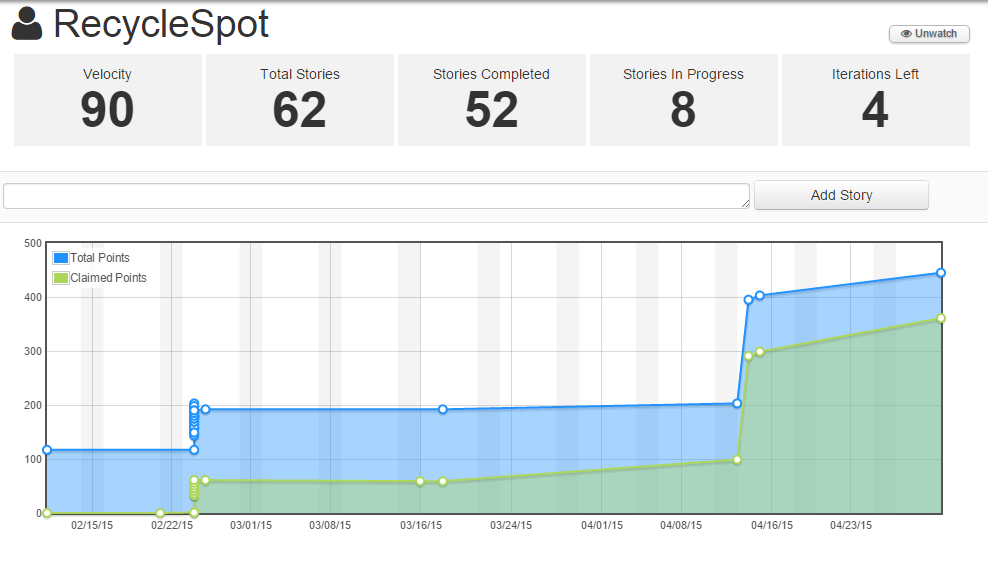 RecycleSpot
Unwatch
Velocity
90
Total Stories
62
Stories Completed
52
Stories In Progress
8
Iterations Left
4
Add Story
Total Points
Claimed Points
500
400
300
200
100
0
02/15/15 02/22/15 03/01/15 03/08/15 03/16/15 03/24/15 04/01/15 04/08/15 04/16/15 04/23/15